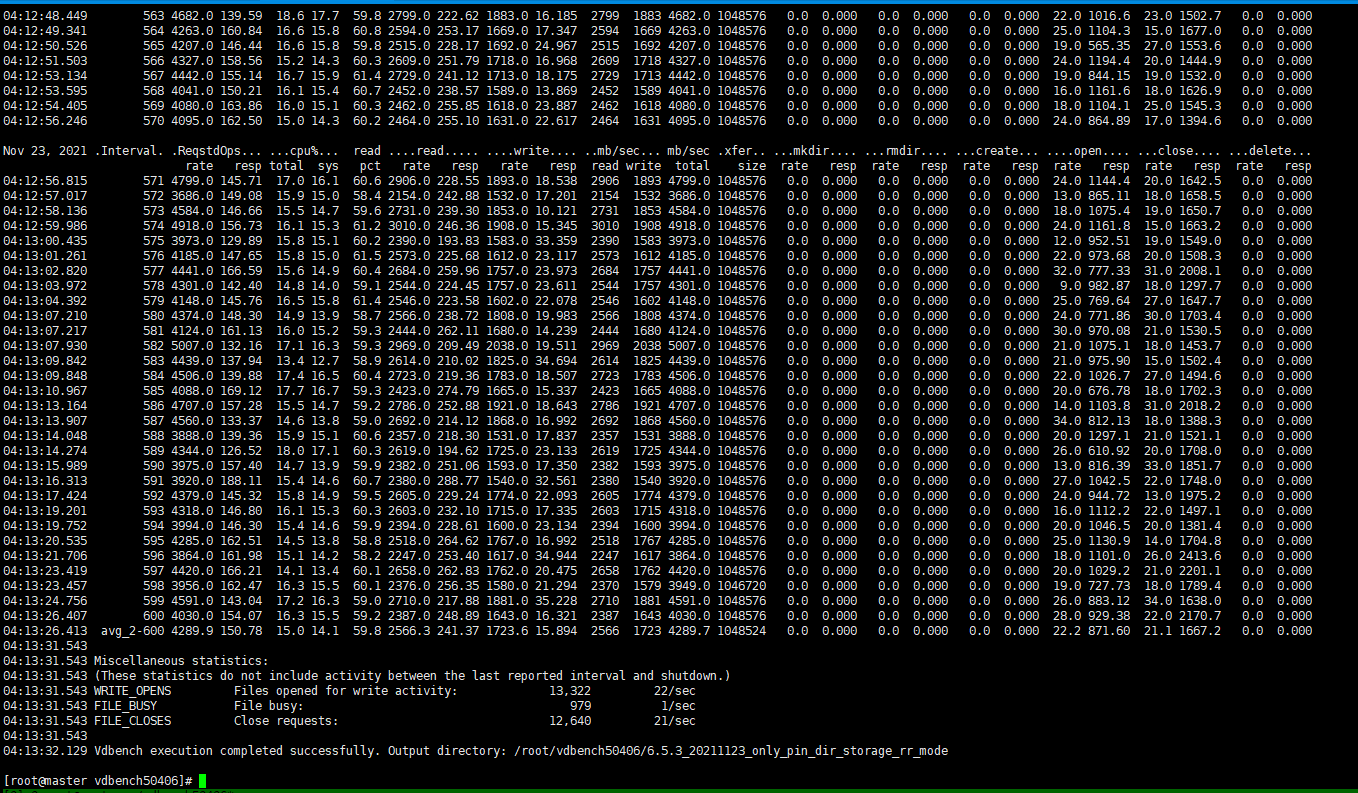 04:12:48.449 563 4682.0 139.59 18.6 17.7 59.8 2799.0 222.62 1883.0 16.185 2799 1883 4682.0 1048576 0.0 0.000 0.0 0.000 0.0 0.000 22.0 1016.6 23.0 1502.7 0.0 0.000
04:12:49.341 564 4263.0 160.84 16.6 15.8 60.8 2594.0 253.17 1669.0 17.347 2594 1669 4263.0 1048576 0.0 0.000 0.0 0.000 0.0 0.000 25.0 1104.3 15.0 1677.0 0.0 0.000
04:12:50.526 565 4207.0 146.44 16.6 15.8 59.8 2515.0 228.17 1692.0 24.967 2515 1692 4207.0 1048576 0.0 0.000 0.0 0.000 0.0 0.000 19.0 565.35 27.0 1553.6 0.0 0.000
04:12:51.503 566 4327.0 158.56 15.2 14.3 60.3 2609.0 251.79 1718.0 16.968 2609 1718 4327.0 1048576 0.0 0.000 0.0 0.000 0.0 0.000 24.0 1194.4 20.0 1444.9 0.0 0.000
04:12:53.134 567 4442.0 155.14 16.7 15.9 61.4 2729.0 241.12 1713.0 18.175 2729 1713 4442.0 1048576 0.0 0.000 0.0 0.000 0.0 0.000 19.0 844.15 19.0 1532.0 0.0 0.000
04:12:53.595 568 4041.0 150.21 16.1 15.4 60.7 2452.0 238.57 1589.0 13.869 2452 1589 4041.0 1048576 0.0 0.000 0.0 0.000 0.0 0.000 16.0 1161.6 18.0 1626.9 0.0 0.000
04:12:54.405 569 4080.0 163.86 16.0 15.1 60.3 2462.0 255.85 1618.0 23.887 2462 1618 4080.0 1048576 0.0 0.000 0.0 0.000 0.0 0.000 18.0 1104.1 25.0 1545.3 0.0 0.000
04:12:56.246 570 4095.0 162.50 15.0 14.3 60.2 2464.0 255.10 1631.0 22.617 2464 1631 4095.0 1048576 0.0 0.000 0.0 0.000 0.0 0.000 24.0 864.89 17.0 1394.6 0.0 0.000
Nov 23, 2021 .Interval. .ReqstdOps... ...cpu%... read ....read..... ....write.... ..mb/sec... mb/sec .xfer.. ...mkdir.... ...rmdir.... ...create... ....open.... ...close.... ...delete...
rate resp total sys pct rate resp rate resp read write total size rate resp rate resp rate resp rate resp rate resp rate resp
04:12:56.815 571 4799.0 145.71 17.0 16.1 60.6 2906.0 228.55 1893.0 18.538 2906 1893 4799.0 1048576 0.0 0.000 0.0 0.000 0.0 0.000 24.0 1144.4 20.0 1642.5 0.0 0.000
04:12:57.017 572 3686.0 149.08 15.9 15.0 58.4 2154.0 242.88 1532.0 17.201 2154 1532 3686.0 1048576 0.0 0.000 0.0 0.000 0.0 0.000 13.0 865.11 18.0 1658.5 0.0 0.000
04:12:58.136 573 4584.0 146.66 15.5 14.7 59.6 2731.0 239.30 1853.0 10.121 2731 1853 4584.0 1048576 0.0 0.000 0.0 0.000 0.0 0.000 18.0 1075.4 19.0 1650.7 0.0 0.000
04:12:59.986 574 4918.0 156.73 16.1 15.3 61.2 3010.0 246.36 1908.0 15.345 3010 1908 4918.0 1048576 0.0 0.000 0.0 0.000 0.0 0.000 24.0 1161.8 15.0 1663.2 0.0 0.000
04:13:00.435 575 3973.0 129.89 15.8 15.1 60.2 2390.0 193.83 1583.0 33.359 2390 1583 3973.0 1048576 0.0 0.000 0.0 0.000 0.0 0.000 12.0 952.51 19.0 1549.0 0.0 0.000
04:13:01.261 576 4185.0 147.65 15.8 15.0 61.5 2573.0 225.68 1612.0 23.117 2573 1612 4185.0 1048576 0.0 0.000 0.0 0.000 0.0 0.000 22.0 973.68 20.0 1508.3 0.0 0.000
04:13:02.820 577 4441.0 166.59 15.6 14.9 60.4 2684.0 259.96 1757.0 23.973 2684 1757 4441.0 1048576 0.0 0.000 0.0 0.000 0.0 0.000 32.0 777.33 31.0 2008.1 0.0 0.000
04:13:03.972 578 4301.0 142.40 14.8 14.0 59.1 2544.0 224.45 1757.0 23.611 2544 1757 4301.0 1048576 0.0 0.000 0.0 0.000 0.0 0.000 9.0 982.87 18.0 1297.7 0.0 0.000
04:13:04.392 579 4148.0 145.76 16.5 15.8 61.4 2546.0 223.58 1602.0 22.078 2546 1602 4148.0 1048576 0.0 0.000 0.0 0.000 0.0 0.000 25.0 769.64 27.0 1647.7 0.0 0.000
04:13:07.210 580 4374.0 148.30 14.9 13.9 58.7 2566.0 238.72 1808.0 19.983 2566 1808 4374.0 1048576 0.0 0.000 0.0 0.000 0.0 0.000 24.0 771.86 30.0 1703.4 0.0 0.000
04:13:07.217 581 4124.0 161.13 16.0 15.2 59.3 2444.0 262.11 1680.0 14.239 2444 1680 4124.0 1048576 0.0 0.000 0.0 0.000 0.0 0.000 30.0 970.08 21.0 1530.5 0.0 0.000
04:13:07.930 582 5007.0 132.16 17.1 16.3 59.3 2969.0 209.49 2038.0 19.511 2969 2038 5007.0 1048576 0.0 0.000 0.0 0.000 0.0 0.000 21.0 1075.1 18.0 1453.7 0.0 0.000
04:13:09.842 583 4439.0 137.94 13.4 12.7 58.9 2614.0 210.02 1825.0 34.694 2614 1825 4439.0 1048576 0.0 0.000 0.0 0.000 0.0 0.000 21.0 975.90 15.0 1502.4 0.0 0.000
04:13:09.848 584 4506.0 139.88 17.4 16.5 60.4 2723.0 219.36 1783.0 18.507 2723 1783 4506.0 1048576 0.0 0.000 0.0 0.000 0.0 0.000 22.0 1026.7 27.0 1494.6 0.0 0.000
04:13:10.967 585 4088.0 169.12 17.7 16.7 59.3 2423.0 274.79 1665.0 15.337 2423 1665 4088.0 1048576 0.0 0.000 0.0 0.000 0.0 0.000 20.0 676.78 18.0 1702.3 0.0 0.000
04:13:13.164 586 4707.0 157.28 15.5 14.7 59.2 2786.0 252.88 1921.0 18.643 2786 1921 4707.0 1048576 0.0 0.000 0.0 0.000 0.0 0.000 14.0 1103.8 31.0 2018.2 0.0 0.000
04:13:13.907 587 4560.0 133.37 14.6 13.8 59.0 2692.0 214.12 1868.0 16.992 2692 1868 4560.0 1048576 0.0 0.000 0.0 0.000 0.0 0.000 34.0 812.13 18.0 1388.3 0.0 0.000
04:13:14.048 588 3888.0 139.36 15.9 15.1 60.6 2357.0 218.30 1531.0 17.837 2357 1531 3888.0 1048576 0.0 0.000 0.0 0.000 0.0 0.000 20.0 1297.1 21.0 1521.1 0.0 0.000
04:13:14.274 589 4344.0 126.52 18.0 17.1 60.3 2619.0 194.62 1725.0 23.133 2619 1725 4344.0 1048576 0.0 0.000 0.0 0.000 0.0 0.000 26.0 610.92 20.0 1708.0 0.0 0.000
04:13:15.989 590 3975.0 157.40 14.7 13.9 59.9 2382.0 251.06 1593.0 17.350 2382 1593 3975.0 1048576 0.0 0.000 0.0 0.000 0.0 0.000 13.0 816.39 33.0 1851.7 0.0 0.000
04:13:16.313 591 3920.0 188.11 15.4 14.6 60.7 2380.0 288.77 1540.0 32.561 2380 1540 3920.0 1048576 0.0 0.000 0.0 0.000 0.0 0.000 27.0 1042.5 22.0 1748.0 0.0 0.000
04:13:17.424 592 4379.0 145.32 15.8 14.9 59.5 2605.0 229.24 1774.0 22.093 2605 1774 4379.0 1048576 0.0 0.000 0.0 0.000 0.0 0.000 24.0 944.72 13.0 1975.2 0.0 0.000
04:13:19.201 593 4318.0 146.80 16.1 15.3 60.3 2603.0 232.10 1715.0 17.335 2603 1715 4318.0 1048576 0.0 0.000 0.0 0.000 0.0 0.000 16.0 1112.2 22.0 1497.1 0.0 0.000
04:13:19.752 594 3994.0 146.30 15.4 14.6 59.9 2394.0 228.61 1600.0 23.134 2394 1600 3994.0 1048576 0.0 0.000 0.0 0.000 0.0 0.000 20.0 1046.5 20.0 1381.4 0.0 0.000
04:13:20.535 595 4285.0 162.51 14.5 13.8 58.8 2518.0 264.62 1767.0 16.992 2518 1767 4285.0 1048576 0.0 0.000 0.0 0.000 0.0 0.000 25.0 1130.9 14.0 1704.8 0.0 0.000
04:13:21.706 596 3864.0 161.98 15.1 14.2 58.2 2247.0 253.40 1617.0 34.944 2247 1617 3864.0 1048576 0.0 0.000 0.0 0.000 0.0 0.000 18.0 1101.0 26.0 2413.6 0.0 0.000
04:13:23.419 597 4420.0 166.21 14.1 13.4 60.1 2658.0 262.83 1762.0 20.475 2658 1762 4420.0 1048576 0.0 0.000 0.0 0.000 0.0 0.000 20.0 1029.2 21.0 2201.1 0.0 0.000
04:13:23.457 598 3956.0 162.47 16.3 15.5 60.1 2376.0 256.35 1580.0 21.294 2370 1579 3949.0 1046720 0.0 0.000 0.0 0.000 0.0 0.000 19.0 727.73 18.0 1789.4 0.0 0.000
04:13:24.756 599 4591.0 143.04 17.2 16.3 59.0 2710.0 217.88 1881.0 35.228 2710 1881 4591.0 1048576 0.0 0.000 0.0 0.000 0.0 0.000 26.0 883.12 34.0 1638.0 0.0 0.000
04:13:26.407 600 4030.0 154.07 16.3 15.5 59.2 2387.0 248.89 1643.0 16.321 2387 1643 4030.0 1048576 0.0 0.000 0.0 0.000 0.0 0.000 28.0 929.38 22.0 2170.7 0.0 0.000
04:13:26.413 avg_2-600 4289.9 150.78 15.0 14.1 59.8 2566.3 241.37 1723.6 15.894 2566 1723 4289.7 1048524 0.0 0.000 0.0 0.000 0.0 0.000 22.2 871.60 21.1 1667.2 0.0 0.000
04:13:31.543
04:13:31.543 Miscellaneous statistics:
04:13:31.543 (These statistics do not include activity between the last reported interval and shutdown.)
04:13:31.543 WRITE_OPENS Files opened for write activity: 13,322 22/sec
04:13:31.543 FILE_BUSY File busy: 979 1/sec
04:13:31.543 FILE_CLOSES Close requests: 12,640 21/sec
04:13:31.543
04:13:32.129 Vdbench execution completed successfully. Output directory: /root/vdbench50406/6.5.3_20211123_only_pin_dir_storage_rr_mode
[root@master vdbench50406]#